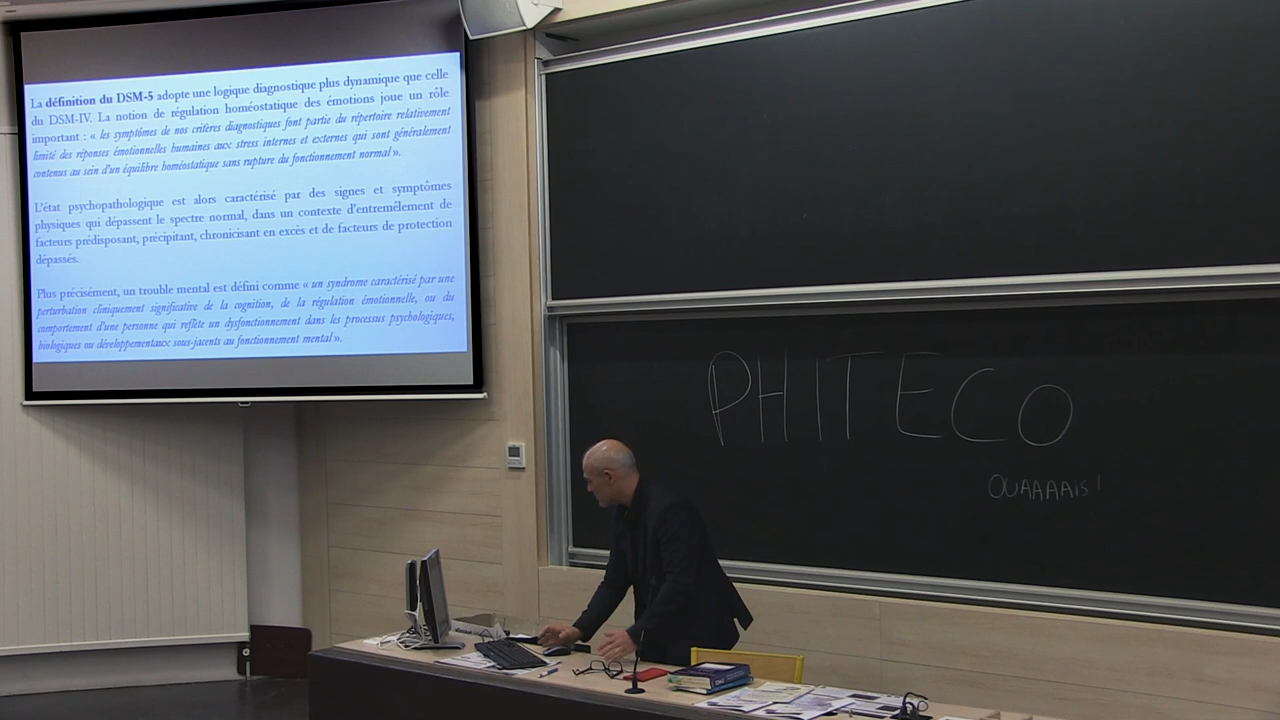 La définition du DSM-5 adopte une logique diagnostique plus dynamique que celle
du DSM-IV. La notion de régulation homéostatique des émotions joue un rôle
important : « les symptômes de nos critères diagnostiques font partie du répertoire relativement
limité des réponses émotionnelles humaines aux stress internes et externes qui sont généralement
contenus au sein d'un équilibre homéostatique sans rupture du fonctionnement normal ».
L'état psychopathologique est alors caractérisé par des signes et symptômes
physiques qui dépassent le spectre normal, dans un contexte d'entremêlement de
facteurs prédisposant, précipitant, chronicisant en excès et de facteurs de protection
dépassés.
Plus précisément, un trouble mental est défini comme « un syndrome caractérisé par une
perturbation cliniquement significative de la cognition, de la régulation émotionnelle, ou du
comportement d'une personne qui reflète un dysfonctionnement dans les processus psychologiques,
biologiques ou développementaux sous-jacents au fonctionnement mental ».
PHITECO
OUAAAAis !